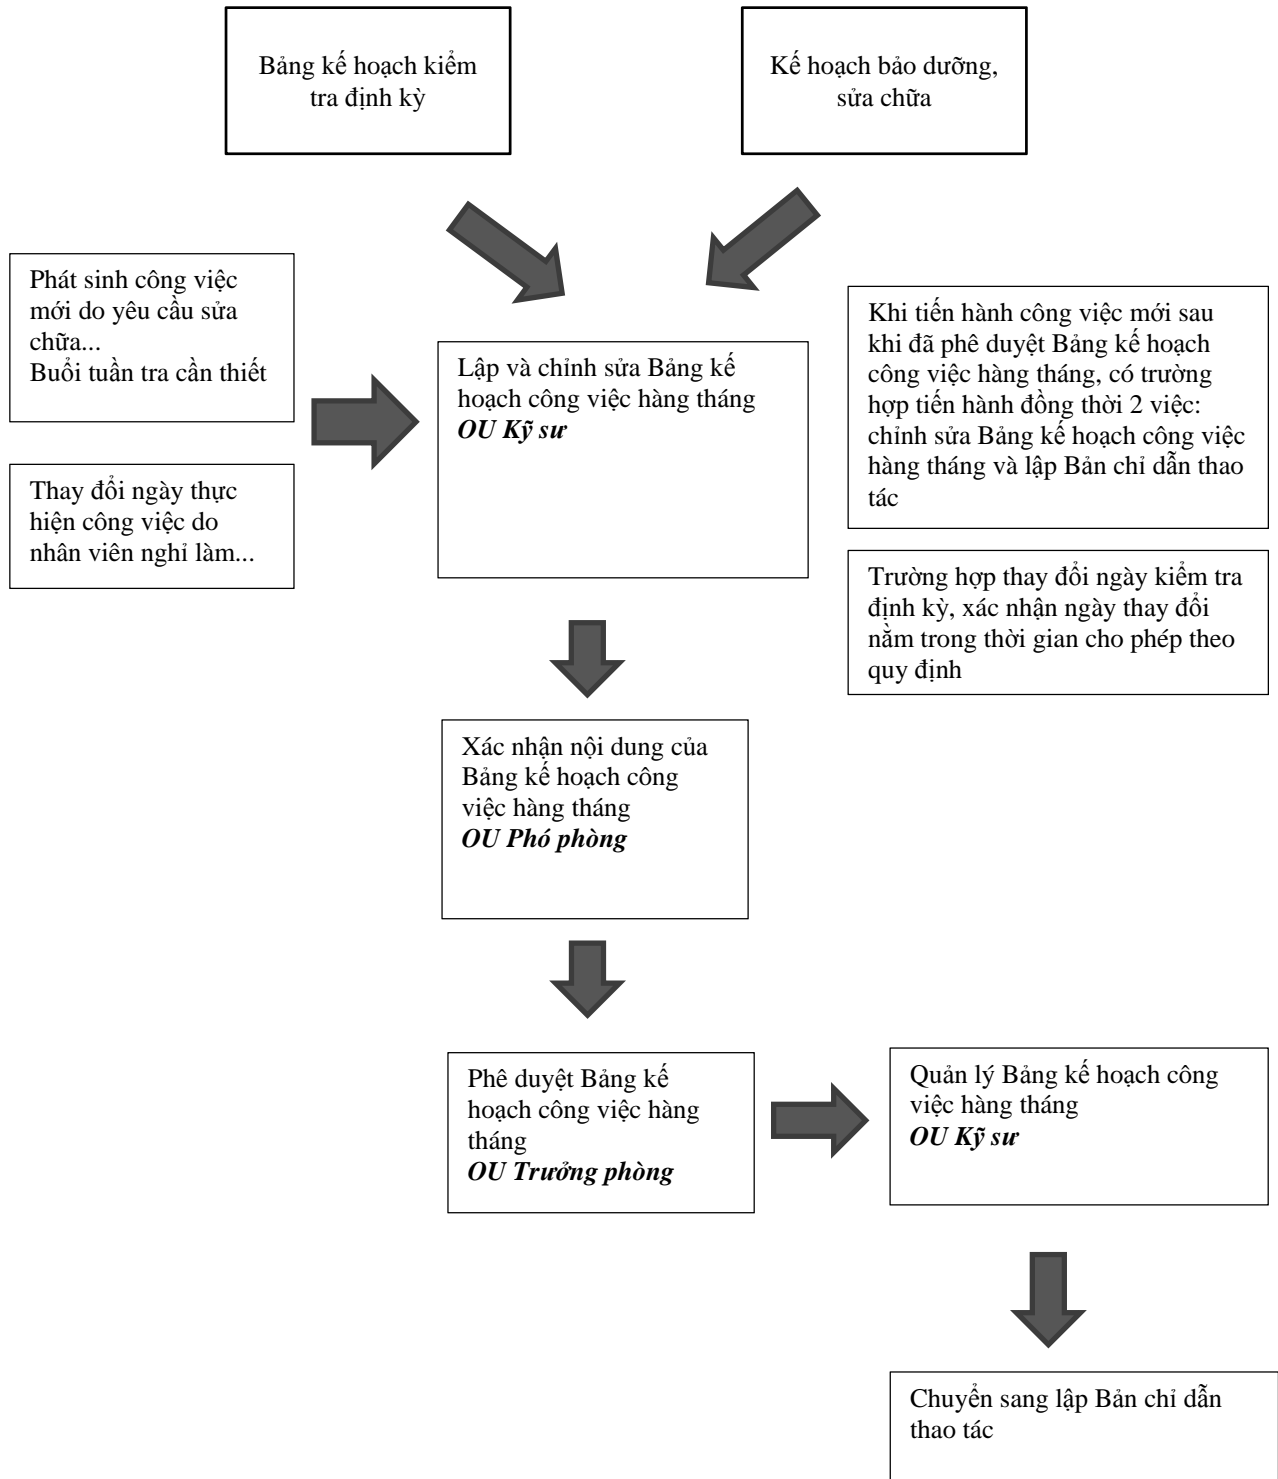 Bảng kế hoạch kiểm
tra định kỳ
Kế hoạch bảo dưỡng,
sửa chữa
Phát sinh công việc
mới do yêu cầu sửa
chữa...
Buổi tuần tra cần thiết
Thay đổi ngày thực
hiện công việc do
nhân viên nghỉ làm...
Lập và chỉnh sửa Bảng kế
hoạch công việc hàng tháng
OU Kỹ sư
Khi tiến hành công việc mới sau
khi đã phê duyệt Bảng kế hoạch
công việc hàng tháng, có trường
hợp tiến hành đồng thời 2 việc:
chỉnh sửa Bảng kế hoạch công việc
hàng tháng và lập Bản chỉ dẫn thao
tác
Trường hợp thay đổi ngày kiểm tra
định kỳ, xác nhận ngày thay đổi
nằm trong thời gian cho phép theo
quy định
Xác nhận nội dung của
Bảng kế hoạch công
việc hàng tháng
OU Phó phòng
Phê duyệt Bảng kế
hoạch công việc hàng
tháng
OU Trưởng phòng
Quản lý Bảng kế hoạch công
việc hàng tháng
OU Kỹ sư
Chuyển sang lập Bản chỉ dẫn
thao tác